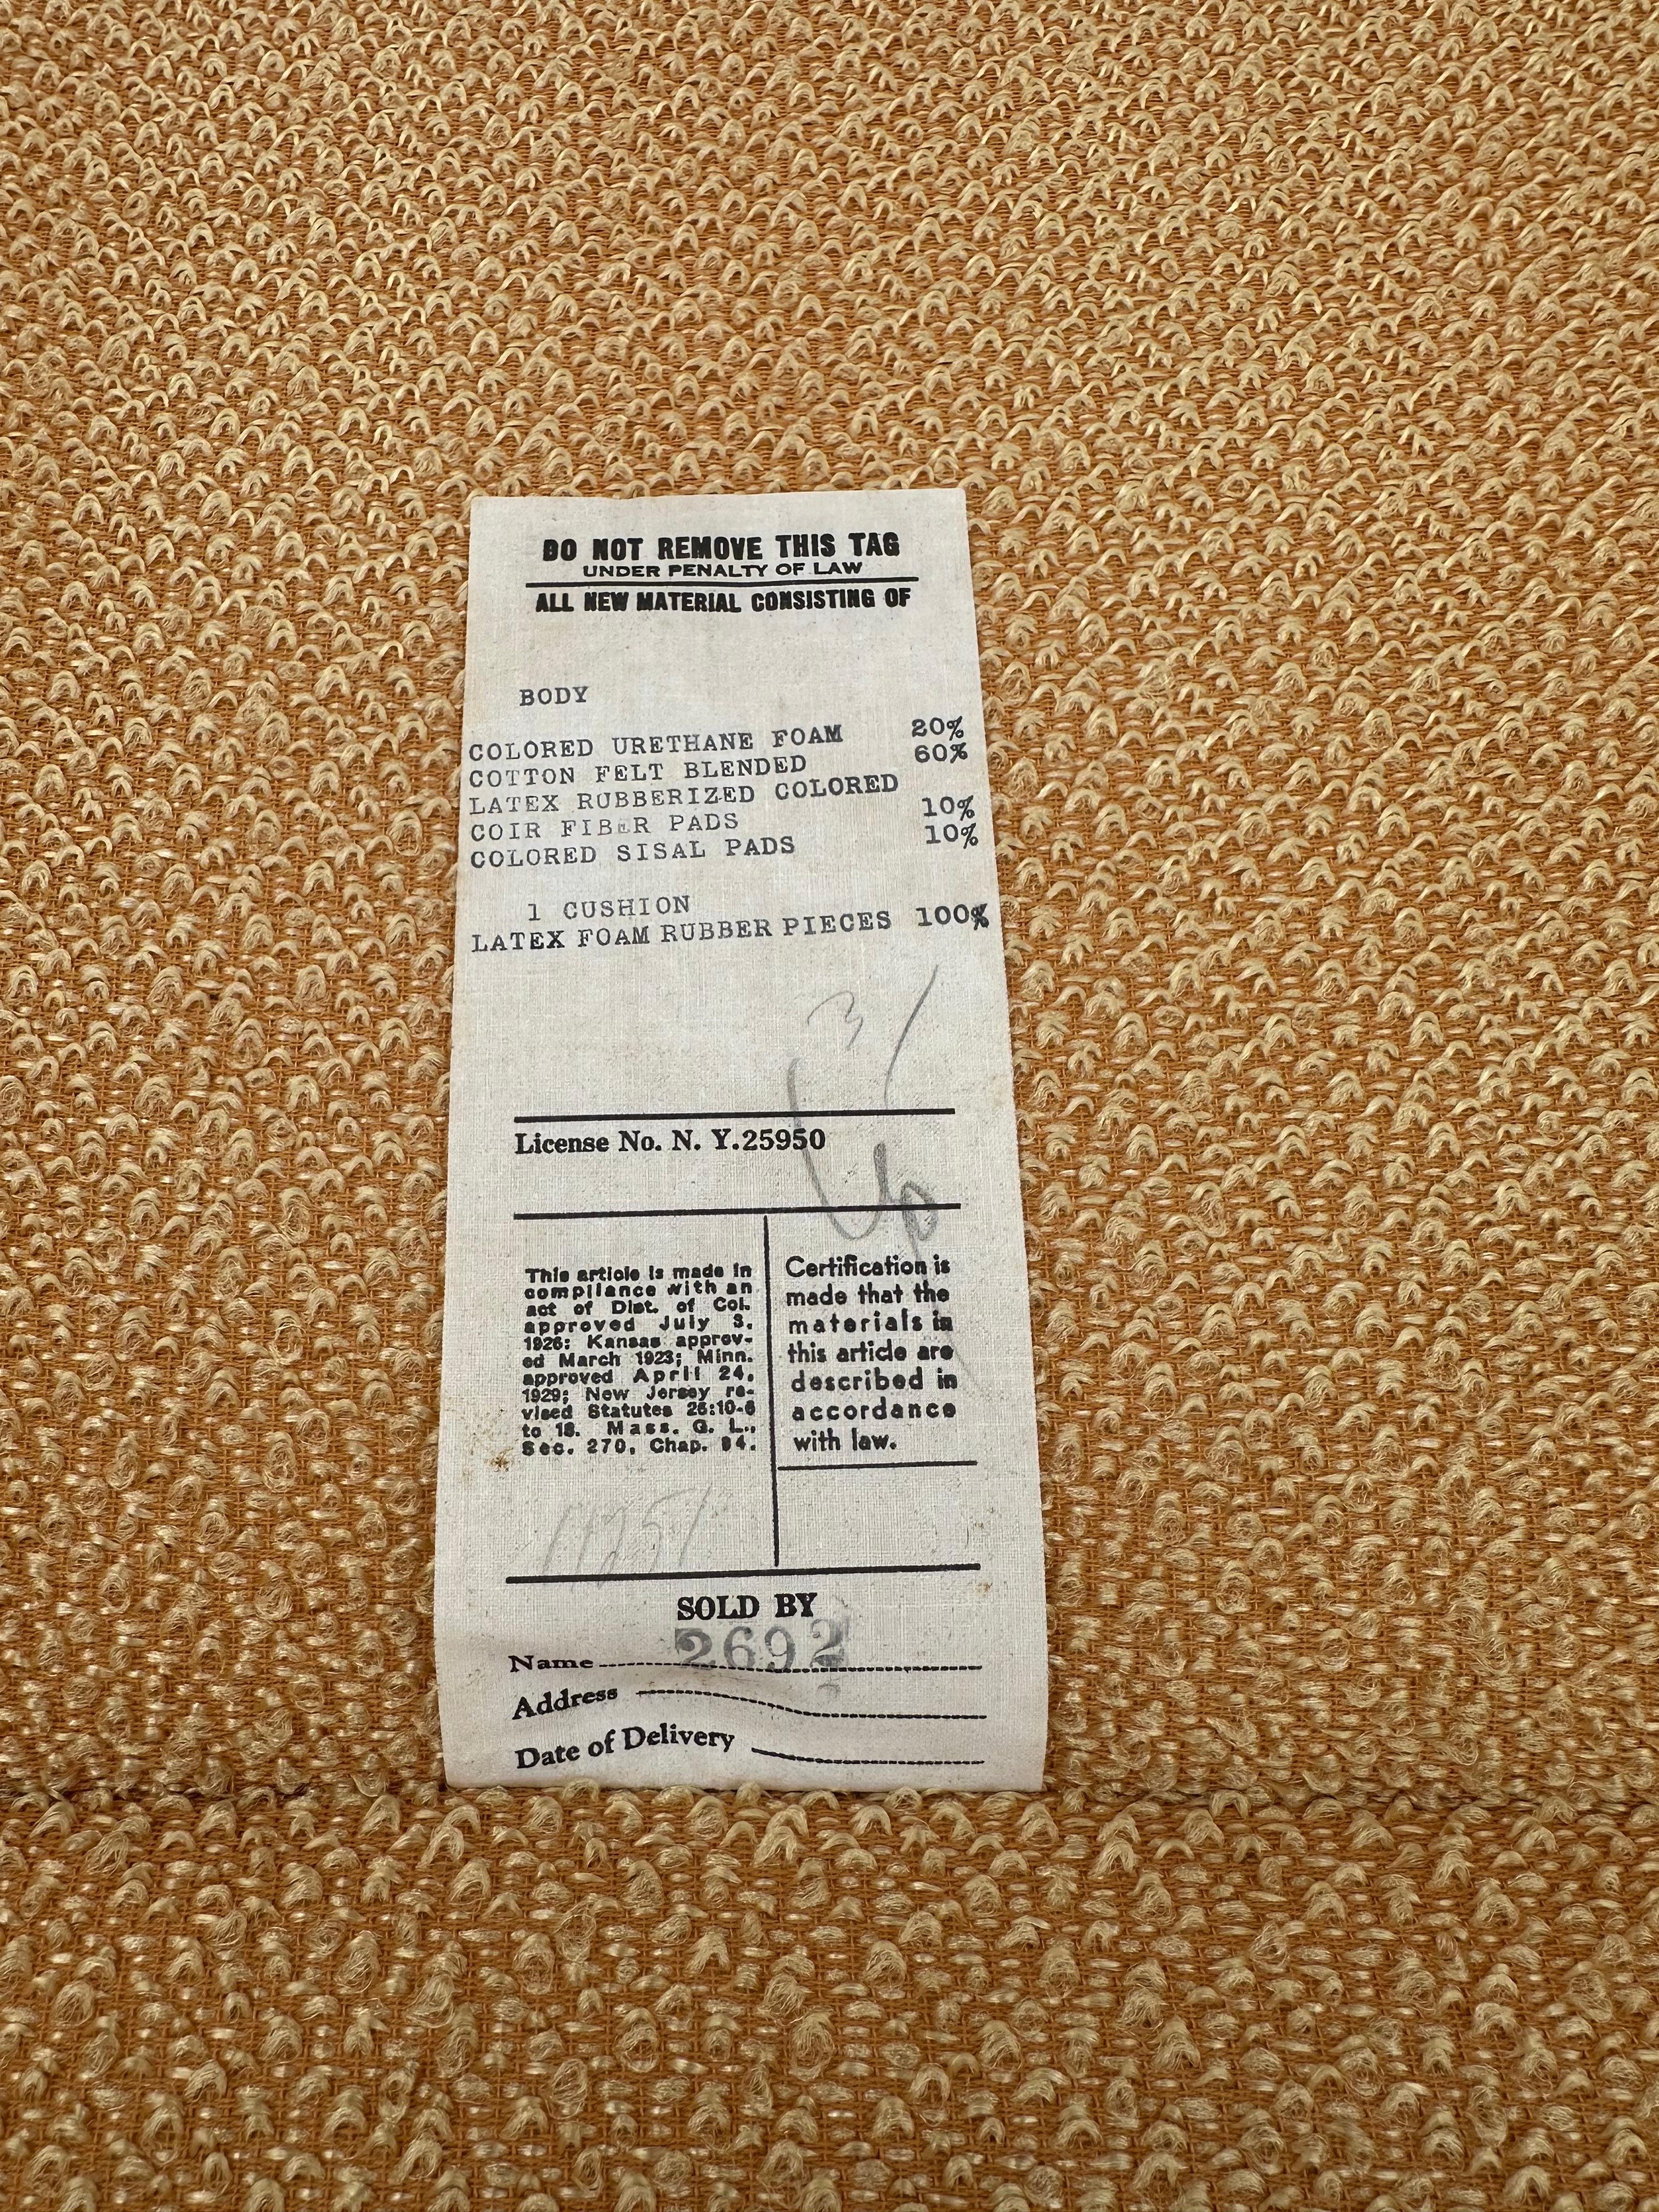 DO NOT REMOVE THIS TAG
UNDER PENALTY OF LAW
ALL NEW MATERIAL CONSISTING OF
BODY
COLORED URETHANE FOAM 20%
COTTON FELT BLENDED 60%
LATEX RUBBERIZED COLORED
COIR FIBER PADS 10%
COLORED SISAL PADS 10%
1 CUSHION
LATEX FOAM RUBBER PIECES 100%
License No. N. Y.25950
This article is made in
compliance with an
act of Dist. of Col.
approved July 3,
1926; Kansas approv-
ed March 1923; Minn.
approved April 24,
1929; New Jersey re-
vised Statutes 26:10-6
to 18. Mass. G. L.,
Sec. 270, Chap. 94.
Certification is
made that the
materials in
this article are
described in
accordance
with law.
11251
SOLD BY
2692
Name
Address
Date of Delivery